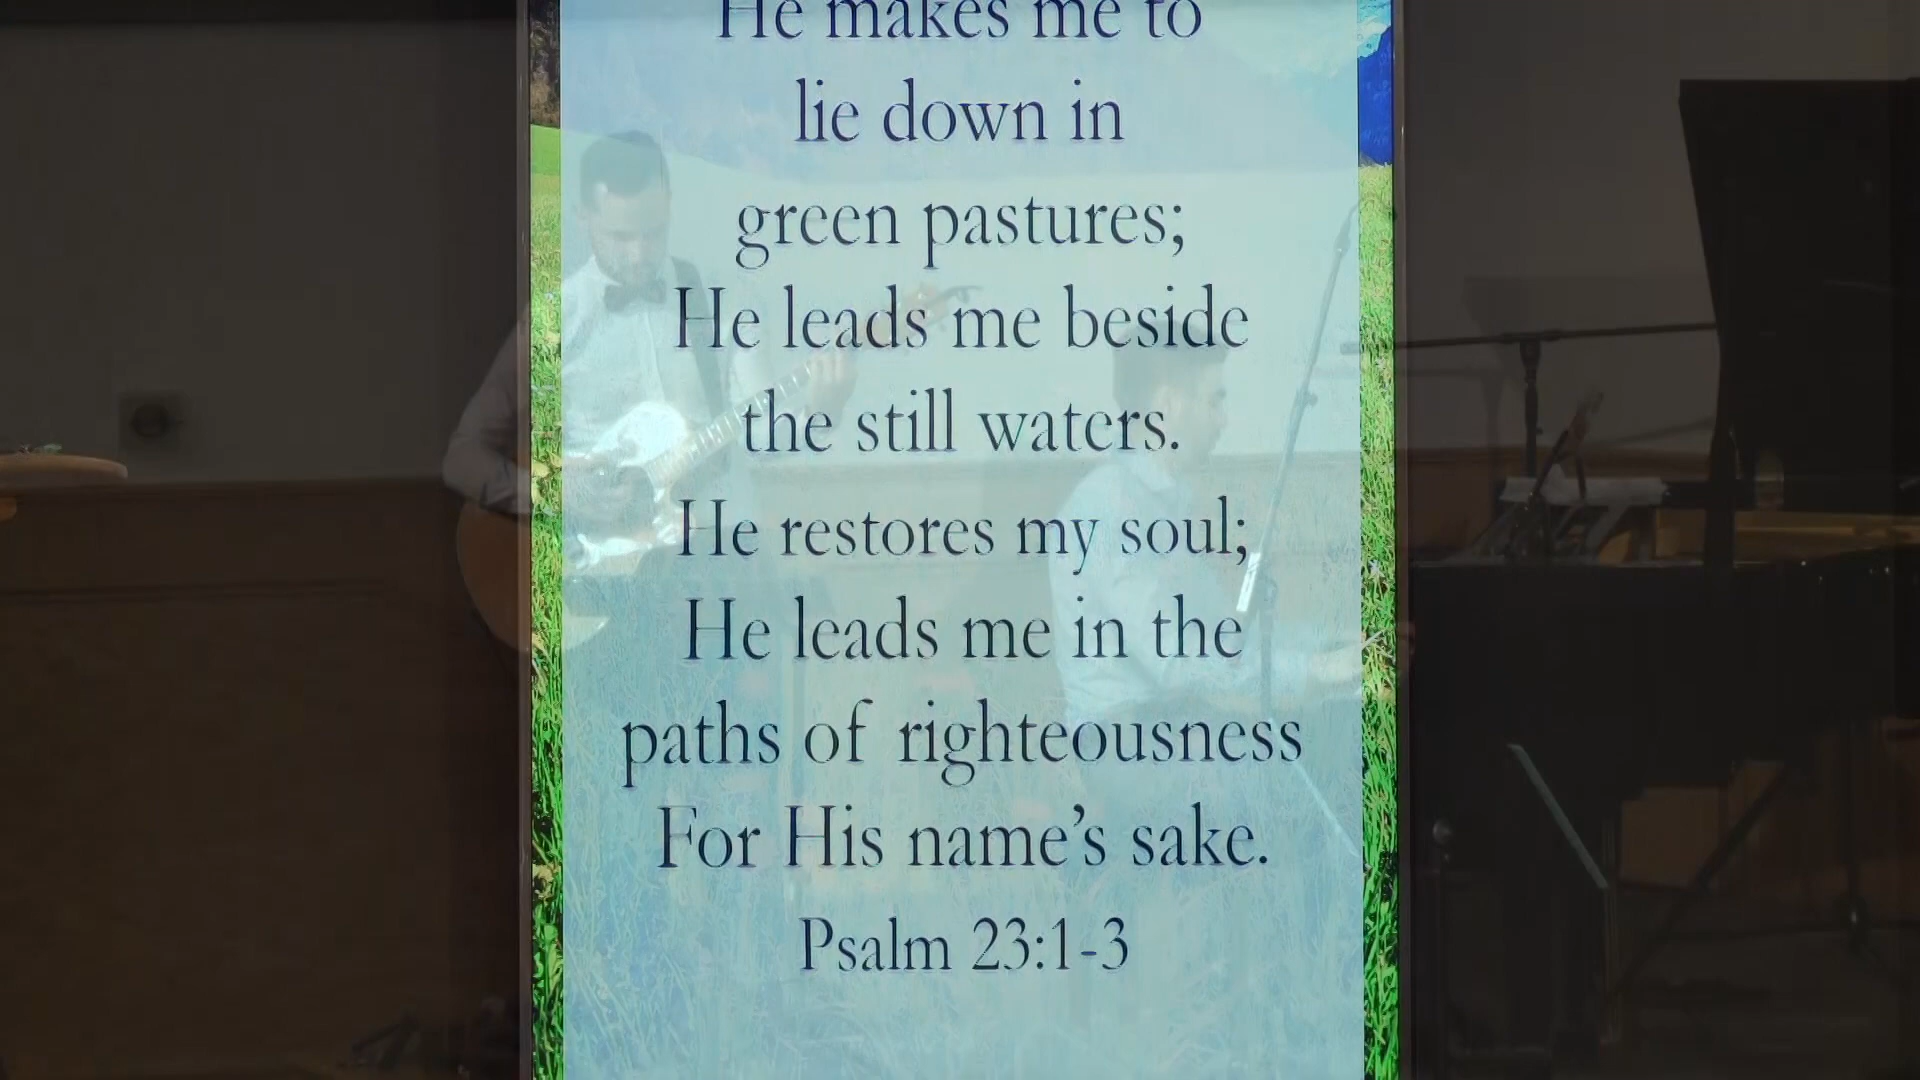 He makes me to
lie down in
green pastures;
He leads me beside
the still waters.
He restores my soul;
He leads me in the
paths of righteousness
For His name's sake.
Psalm 23:1-3